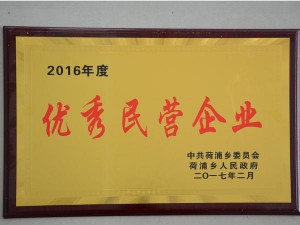 2016年度
优秀民营企业
中共荷浦乡委员会
荷浦乡人民政府
二〇一七年二月